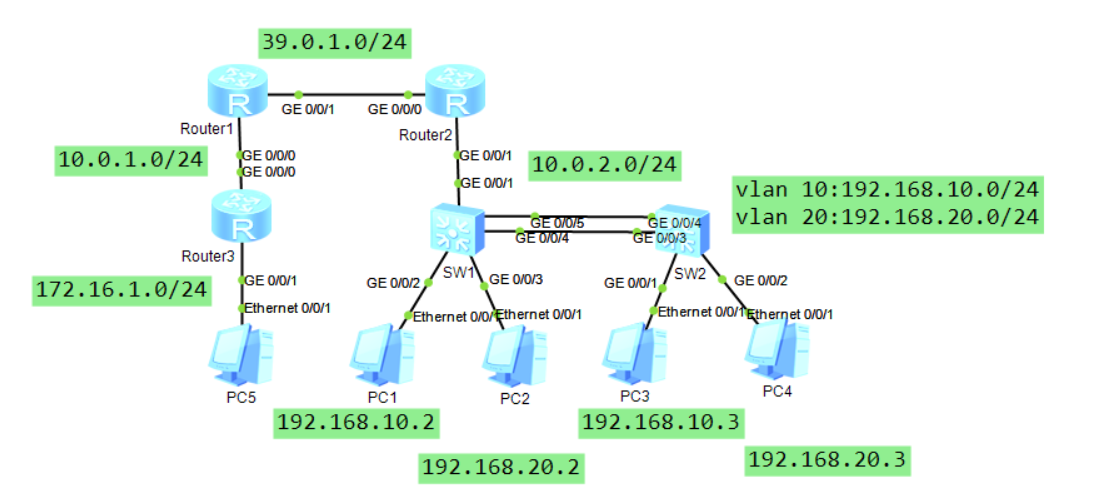 39.0.1.0/24
GE 0/0/1
GE 0/0/0
Router1
Router2
10.0.1.0/24
GE 0/0/0
GE 0/0/0
GE 0/0/1
10.0.2.0/24
GE 0/0/1
vlan 10:192.168.10.0/24
vlan 20:192.168.20.0/24
R
R
R
Router3
GE 0/0/5
GE 0/0/4
GE 0/0/4
GE 0/0/3
SW1
SW2
172.16.1.0/24
GE 0/0/1
GE 0/0/2
GE 0/0/3
GE 0/0/1
GE 0/0/2
Ethernet 0/0/1
Ethernet 0/0/1
Ethernet 0/0/1
Ethernet 0/0/1
Ethernet 0/0/1
PC5
PC1
PC2
PC3
PC4
192.168.10.2
192.168.10.3
192.168.20.2
192.168.20.3